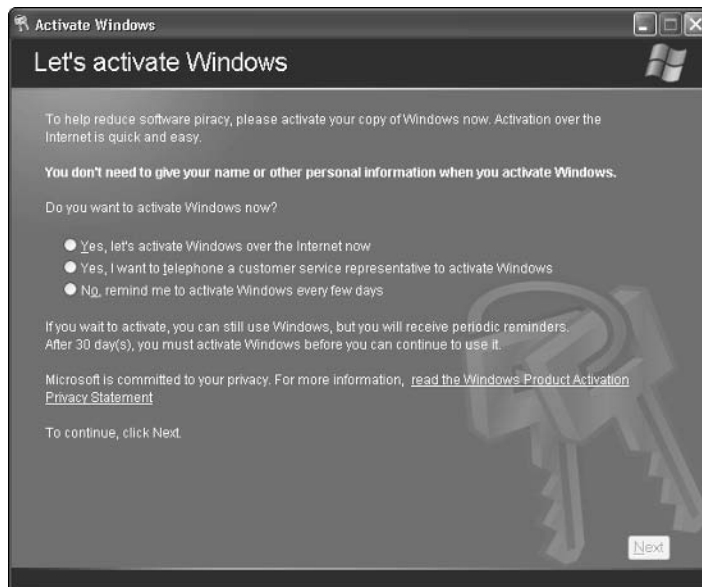 Activate Windows
Let's activate Windows
To help reduce software piracy, please activate your copy of Windows now. Activation over the
Internet is quick and easy.
You don't need to give your name or other personal information when you activate Windows.
Do you want to activate Windows now?
Yes, let's activate Windows over the Internet now
Yes, I want to telephone a customer service representative to activate Windows
No, remind me to activate Windows every few days
If you wait to activate, you can still use Windows, but you will receive periodic reminders.
After 30 day(s), you must activate Windows before you can continue to use it.
Microsoft is committed to your privacy. For more information, read the Windows Product Activation
Privacy Statement
To continue, click Next.
Next